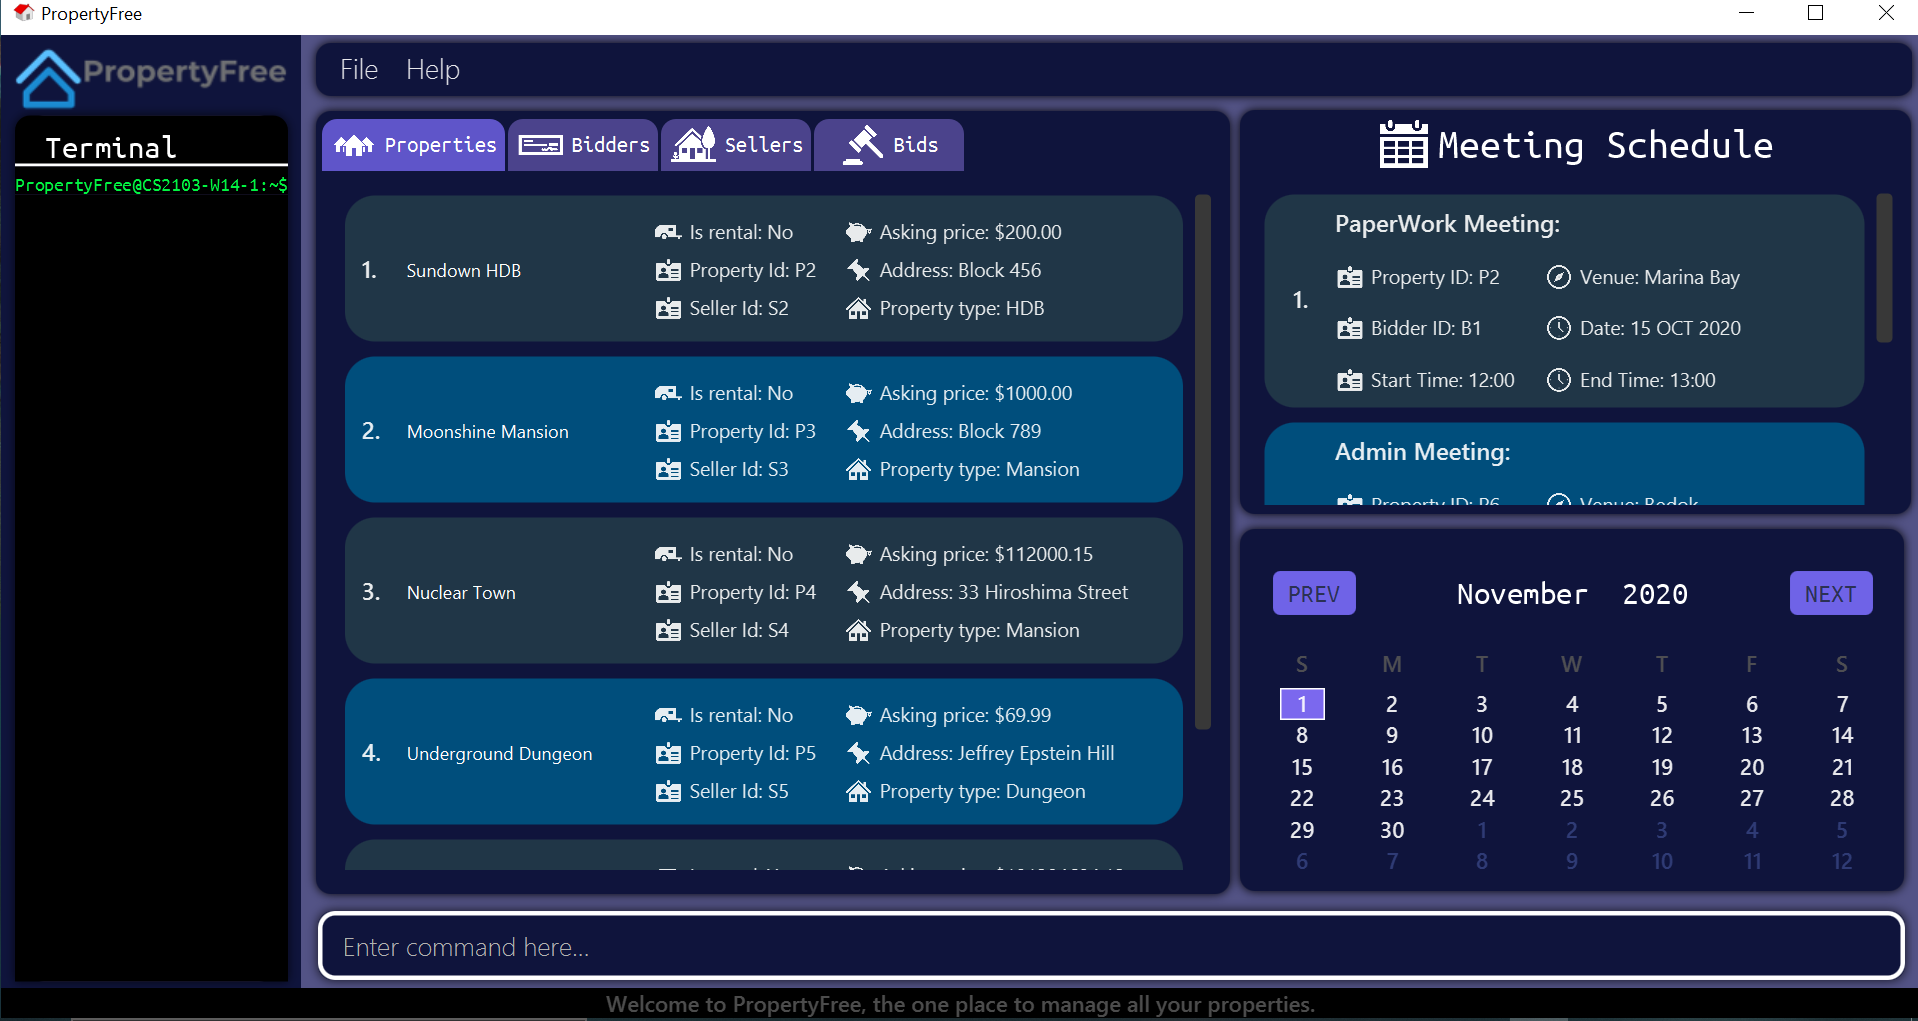 PropertyFree
PropertyFree
File Help
Terminal
PropertyFree@CS2103-W14-1:~$
Properties Bidders Sellers Bids
1. Sundown HDB
Is rental: No
Asking price: $200.00
Property Id: P2
Address: Block 456
Seller Id: S2
Property type: HDB
2. Moonshine Mansion
Is rental: No
Asking price: $1000.00
Property Id: P3
Address: Block 789
Seller Id: S3
Property type: Mansion
3. Nuclear Town
Is rental: No
Asking price: $112000.15
Property Id: P4
Address: 33 Hiroshima Street
Seller Id: S4
Property type: Mansion
4. Underground Dungeon
Is rental: No
Asking price: $69.99
Property Id: P5
Address: Jeffrey Epstein Hill
Seller Id: S5
Property type: Dungeon
Meeting Schedule
PaperWork Meeting:
1.
Property ID: P2
Venue: Marina Bay
Bidder ID: B1
Date: 15 OCT 2020
Start Time: 12:00
End Time: 13:00
Admin Meeting:
Property ID: P6
Venue: Bedok
PREV November 2020 NEXT
S M T W T F S
1 2 3 4 5 6 7
8 9 10 11 12 13 14
15 16 17 18 19 20 21
22 23 24 25 26 27 28
29 30 1 2 3 4 5
6 7 8 9 10 11 12
Enter command here...
Welcome to PropertyFree, the one place to manage all your properties.